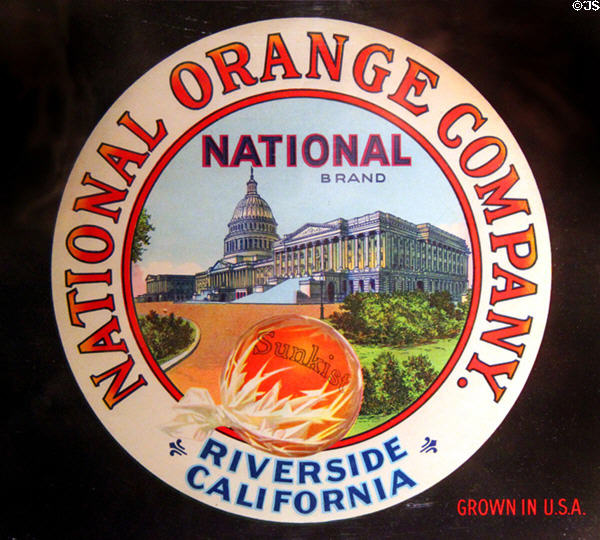 ©JS
NATIONAL ORANGE COMPANY.
NATIONAL
BRAND
Sunkist
RIVERSIDE
CALIFORNIA
GROWN IN U.S.A.